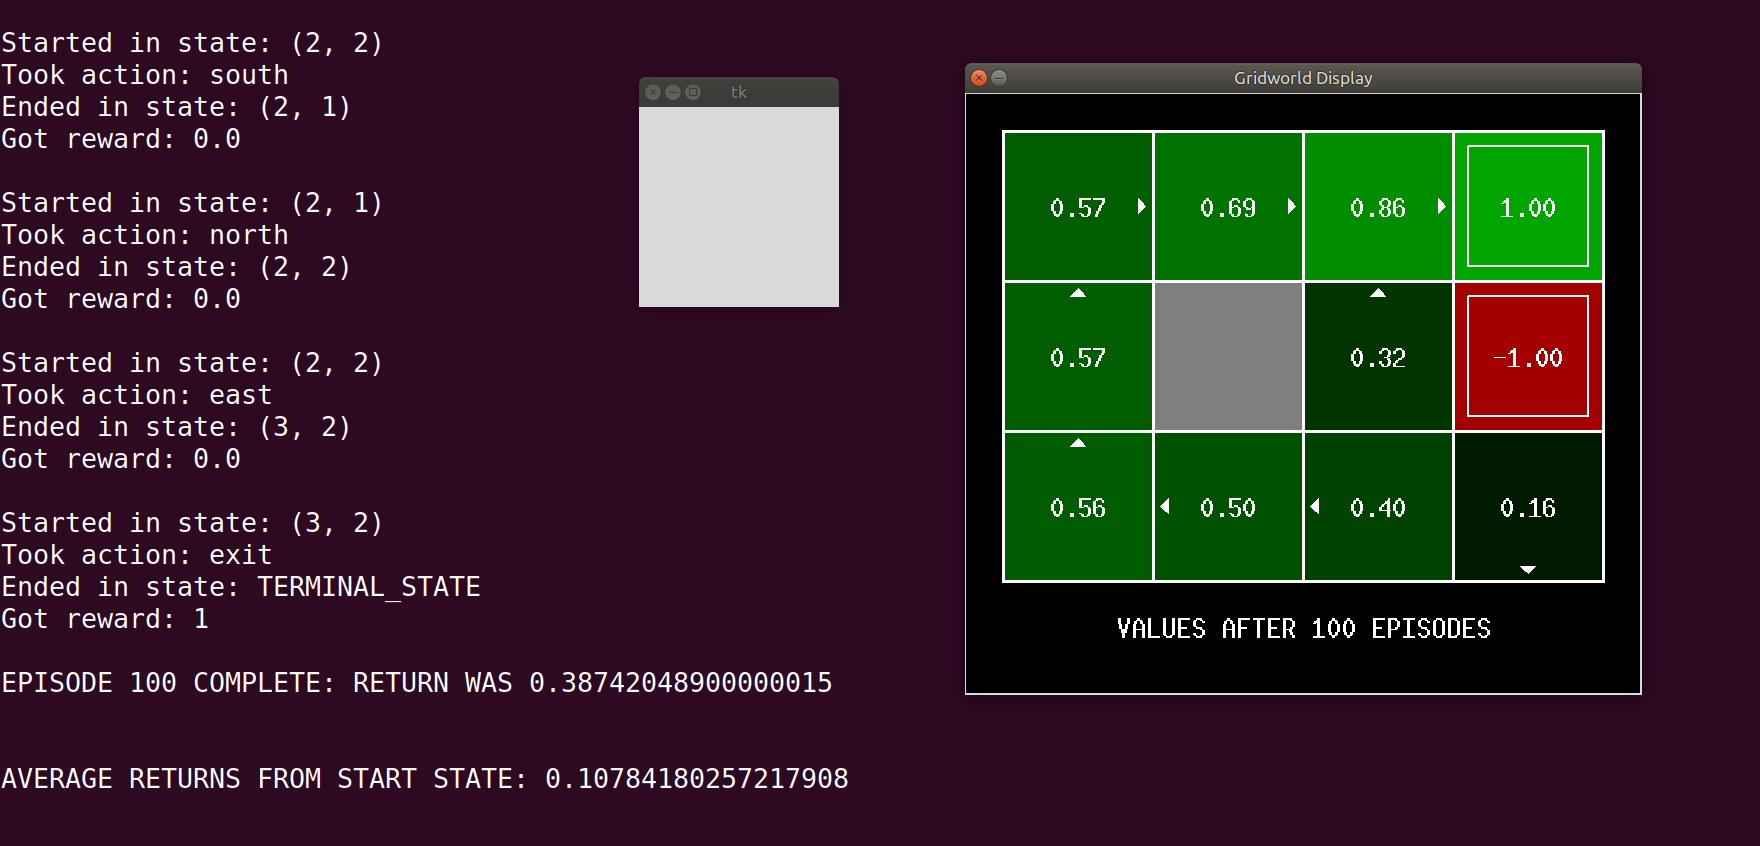 Started in state: (2, 2)
Took action: south
Ended in state: (2, 1)
Got reward: 0.0
Started in state: (2, 1)
Took action: north
Ended in state: (2, 2)
Got reward: 0.0
Started in state: (2, 2)
Took action: east
Ended in state: (3, 2)
Got reward: 0.0
Started in state: (3, 2)
Took action: exit
Ended in state: TERMINAL_STATE
Got reward: 1
EPISODE 100 COMPLETE: RETURN WAS 0.38742048900000015
AVERAGE RETURNS FROM START STATE: 0.10784180257217908
tk
Gridworld Display
0.57 0.69 0.86 1.00
0.57 0.32 -1.00
0.56 0.50 0.40 0.16
VALUES AFTER 100 EPISODES